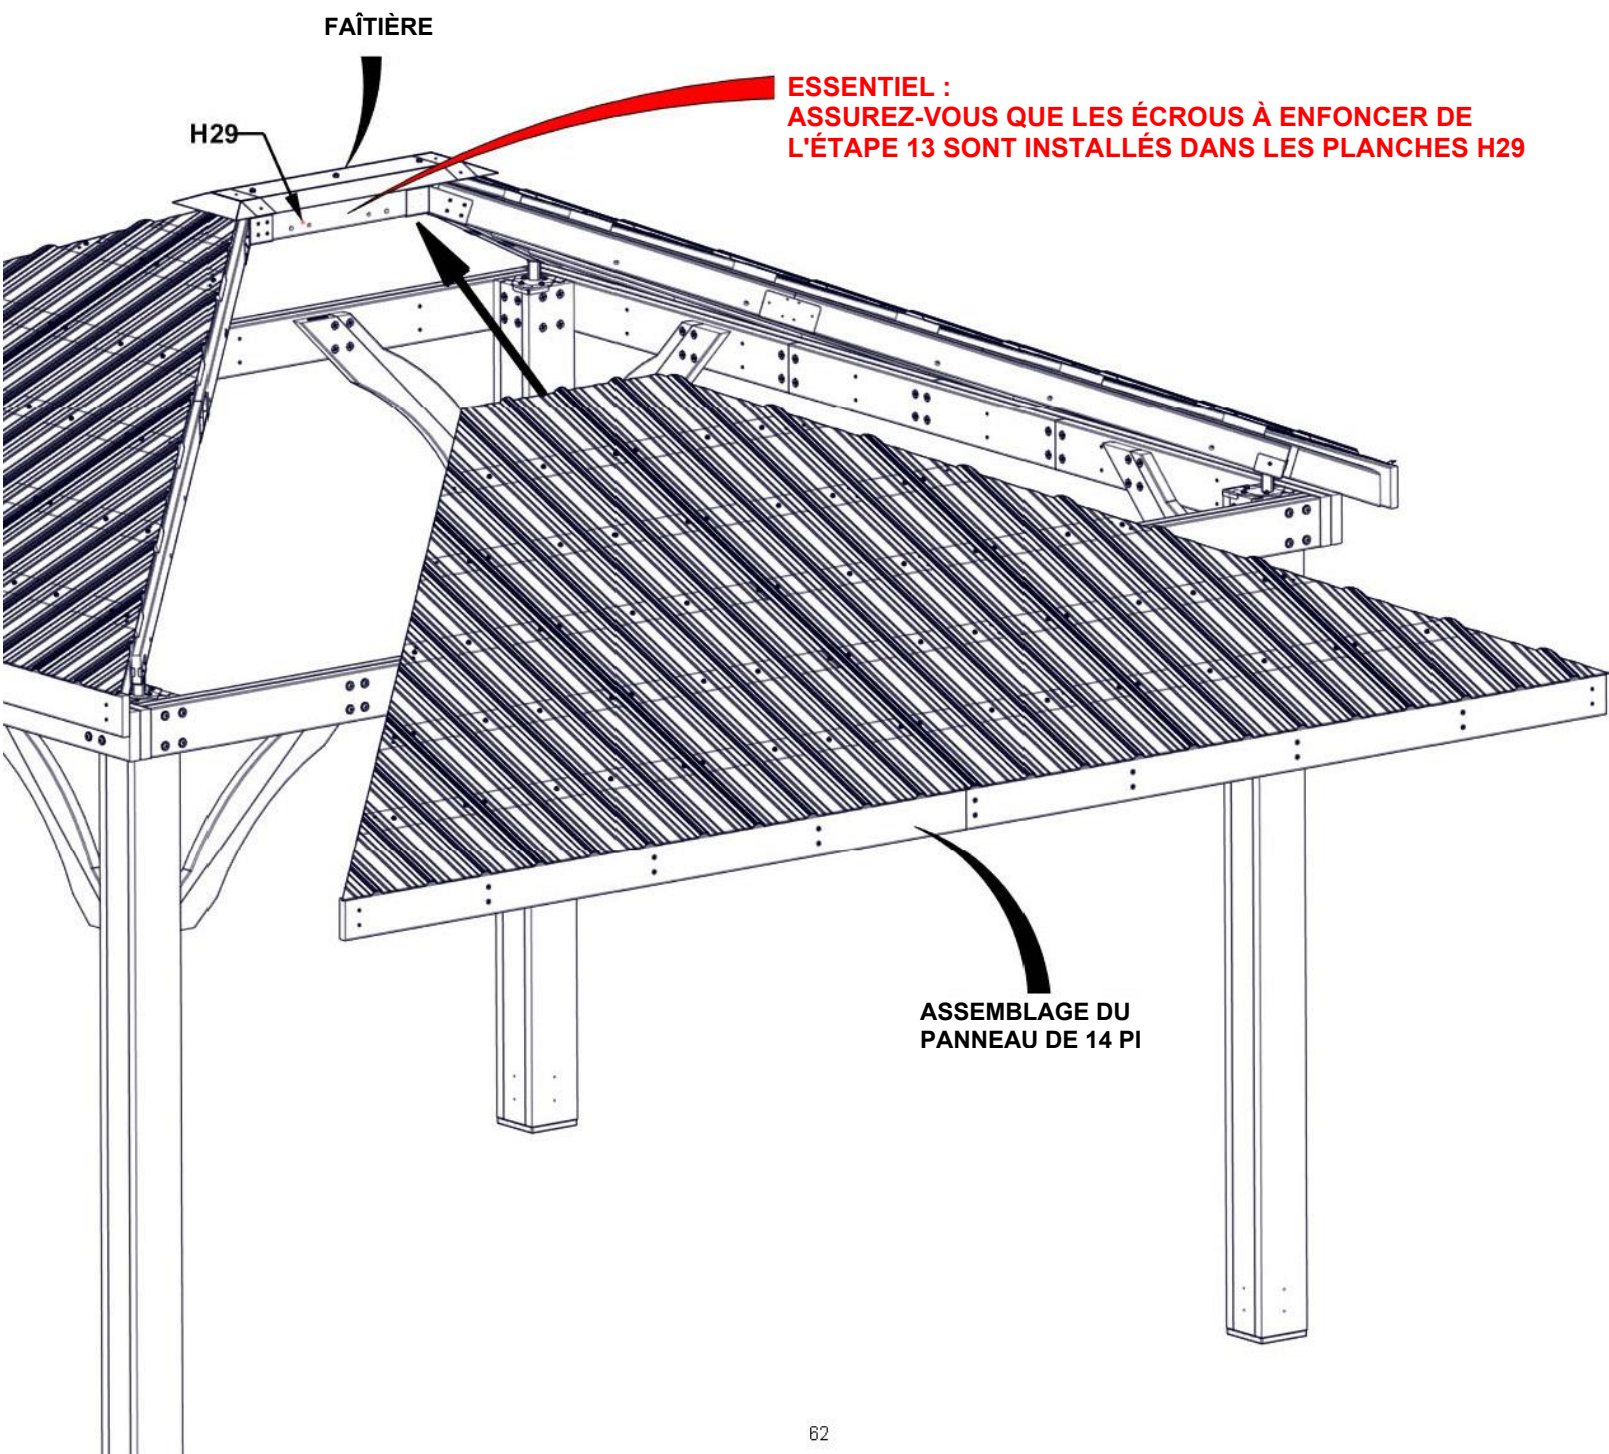 FAÎTIÈRE
ESSENTIEL :
ASSUREZ-VOUS QUE LES ÉCROUS À ENFONCER DE
L'ÉTAPE 13 SONT INSTALLÉS DANS LES PLANCHES H29
H29
ASSEMBLAGE DU
PANNEAU DE 14 PI
62